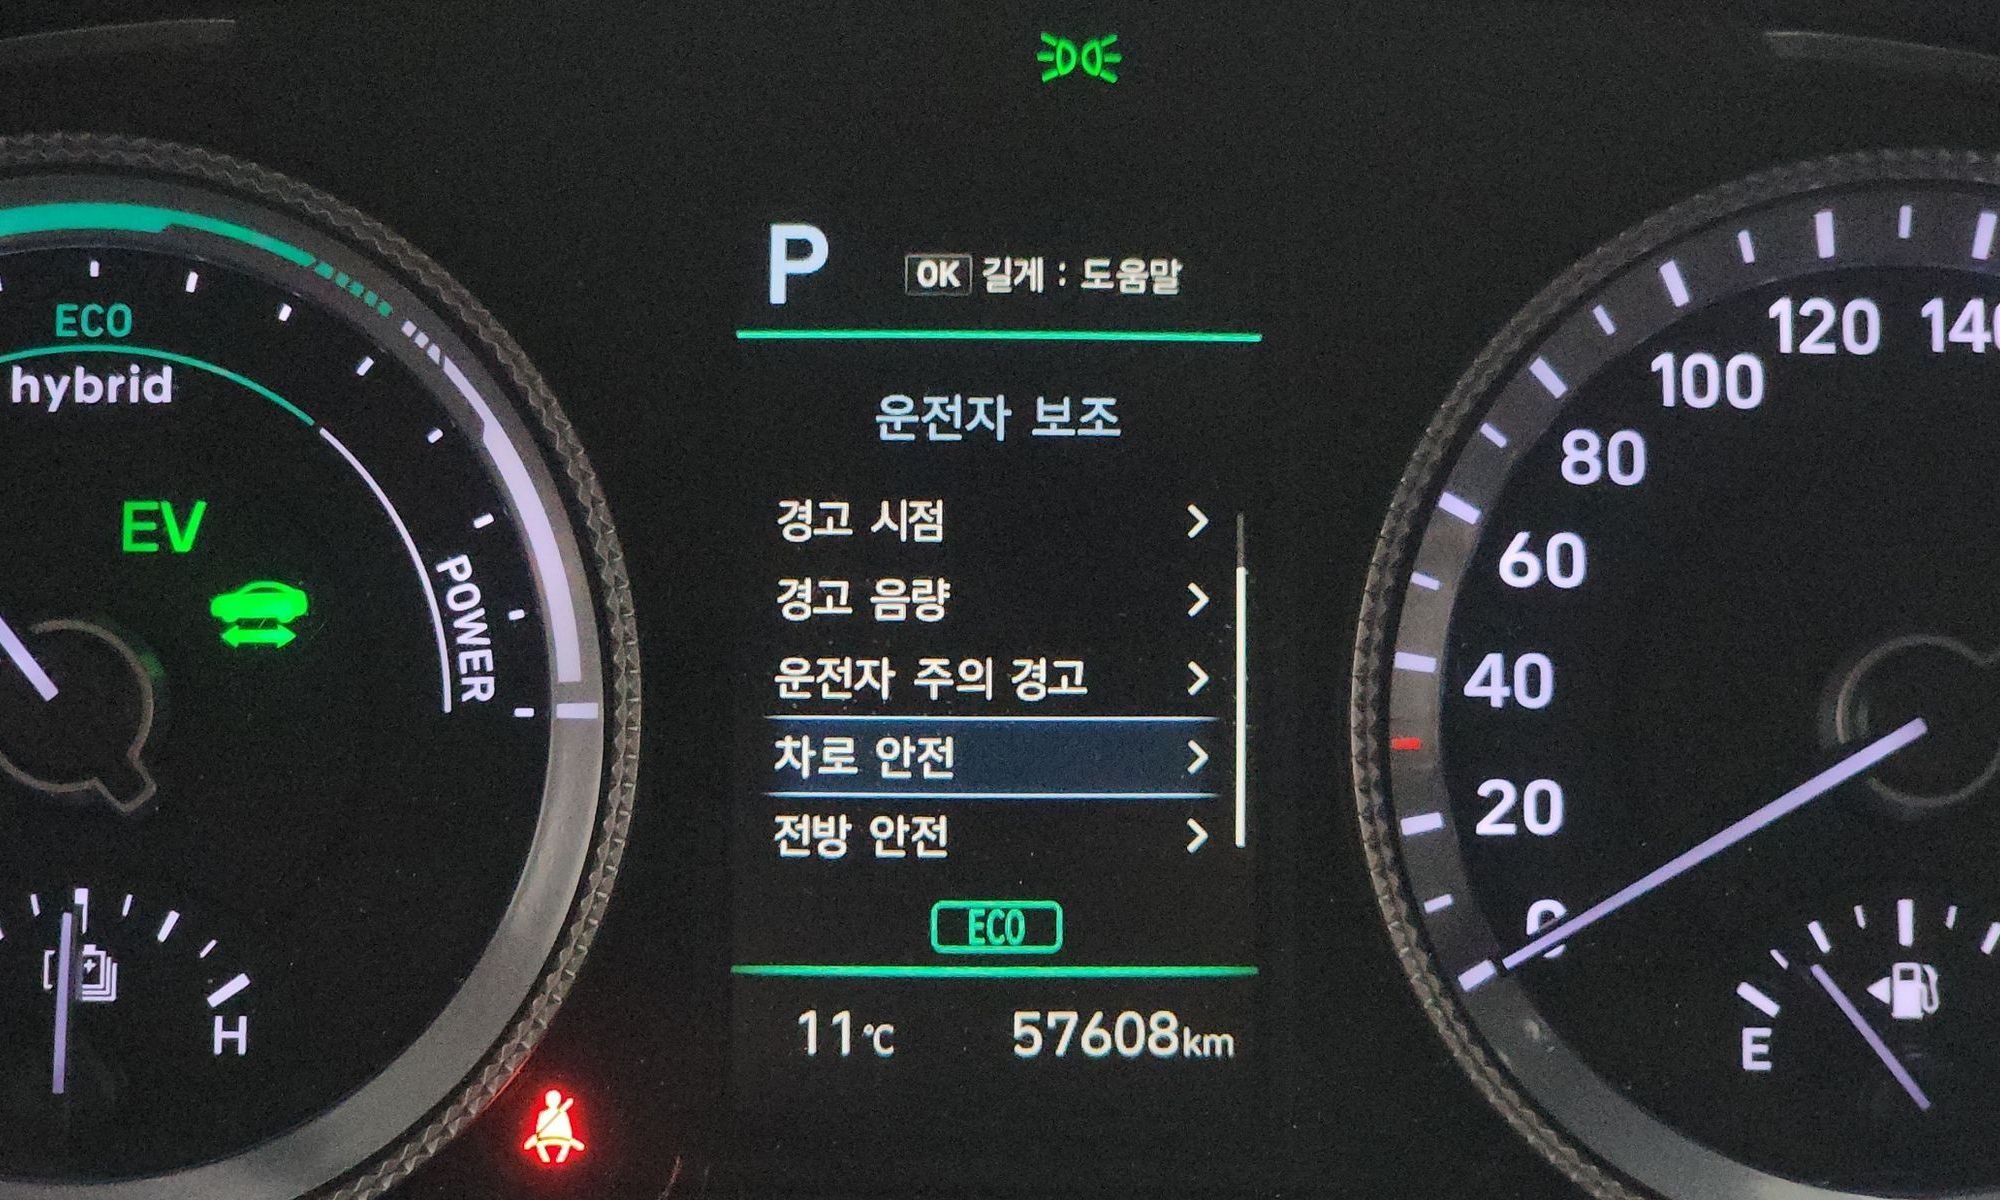 P
OK 길게 : 도움말
운전자 보조
경고 시점
경고 음량
운전자 주의 경고
차로 안전
전방 안전
ECO
11℃ 57608km
ECO
hybrid
EV
POWER
H
140
120
100
80
60
40
20
0
E